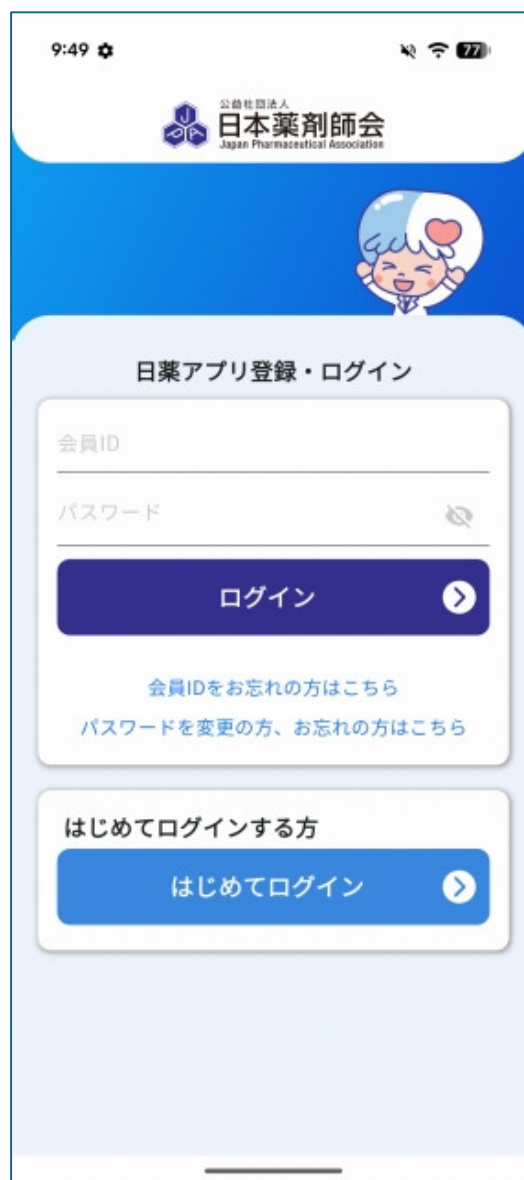 9:49
77
公益社団法人
日本薬剤師会
Japan Pharmaceutical Association
JPA
日薬アプリ登録・ログイン
会員ID
パスワード
ログイン
会員IDをお忘れの方はこちら
パスワードを変更の方、お忘れの方はこちら
はじめてログインする方
はじめてログイン